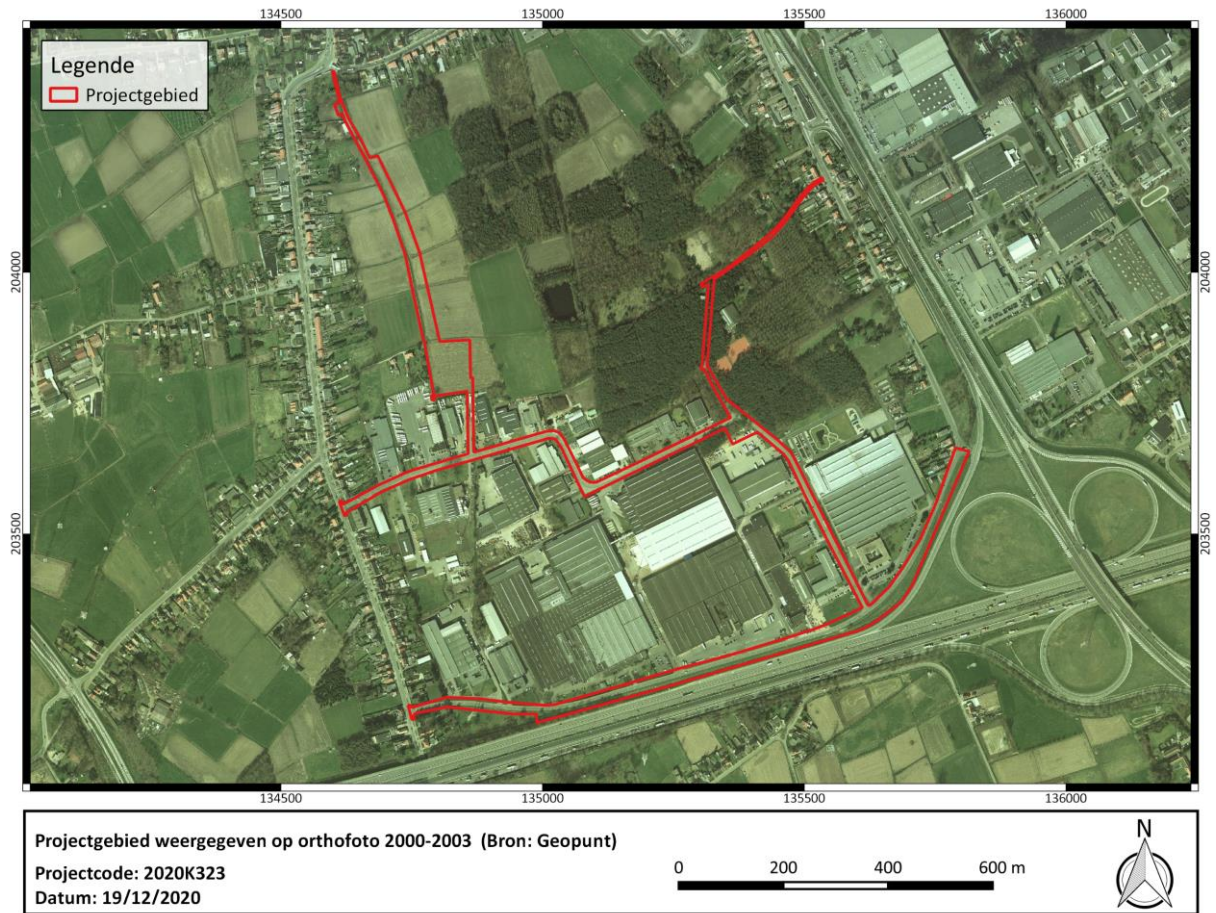 134500 135000 135500 136000
Legende
Projectgebied
204000 204000
203500 203500
134500 135000 135500 136000
Projectgebied weergegeven op orthofoto 2000-2003 (Bron: Geopunt)
Projectcode: 2020K323
Datum: 19/12/2020
0 200 400 600 m
N